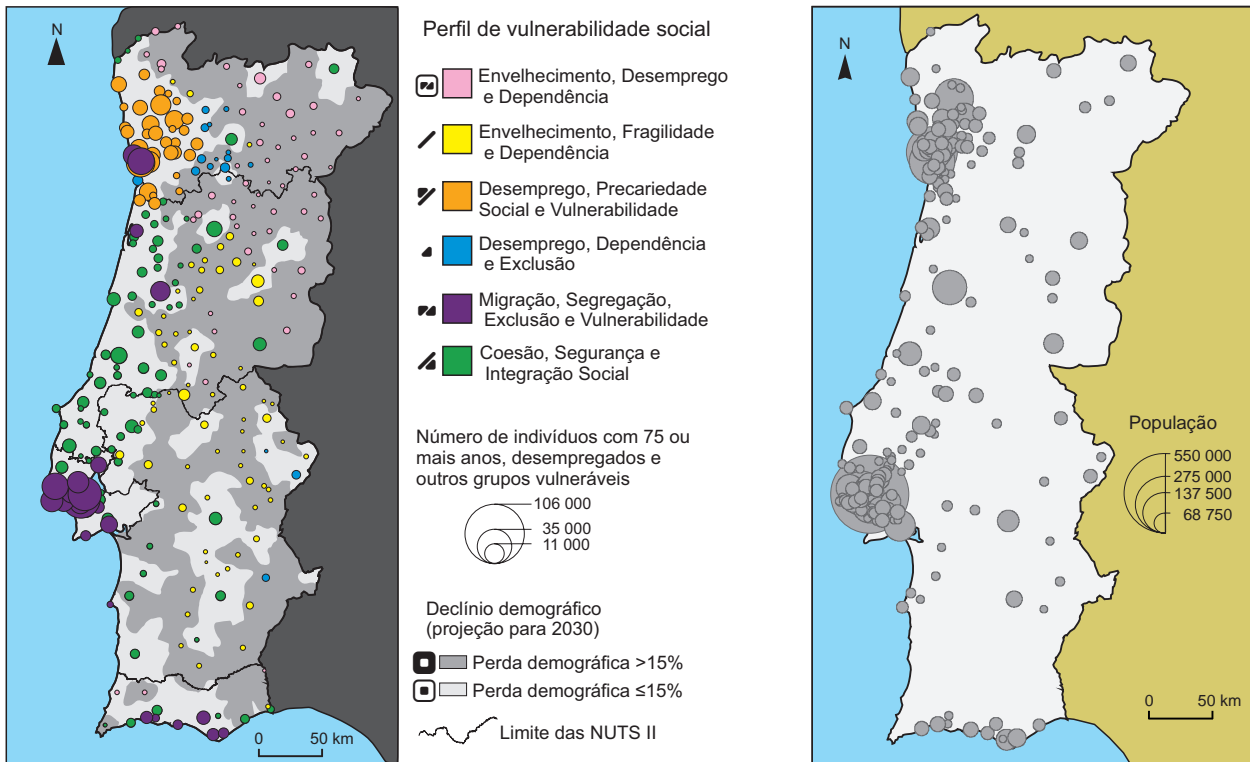 N
0
50 km
Perfil de vulnerabilidade social
Envelhecimento, Desemprego
e Dependência
Envelhecimento, Fragilidade
e Dependência
Desemprego, Precariedade
Social e Vulnerabilidade
Desemprego, Dependência
e Exclusão
Migração, Segregação,
Exclusão e Vulnerabilidade
Coesão, Segurança e
Integração Social
Número de indivíduos com 75 ou
mais anos, desempregados e
outros grupos vulneráveis
106 000
35 000
11 000
Declínio demográfico
(projeção para 2030)
Perda demográfica >15%
Perda demográfica ≤15%
Limite das NUTS II
N
População
550 000
275 000
137 500
68 750
0
50 km